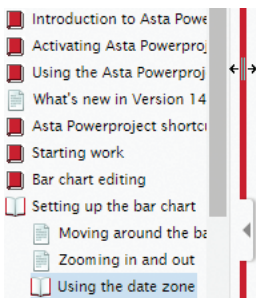 Introduction to Asta Powe
Activating Asta Powerproj
Using the Asta Powerproj
What's new in Version 14
Asta Powerproject shortcu
Starting work
Bar chart editing
Setting up the bar chart
Moving around the ba
Zooming in and out
Using the date zone